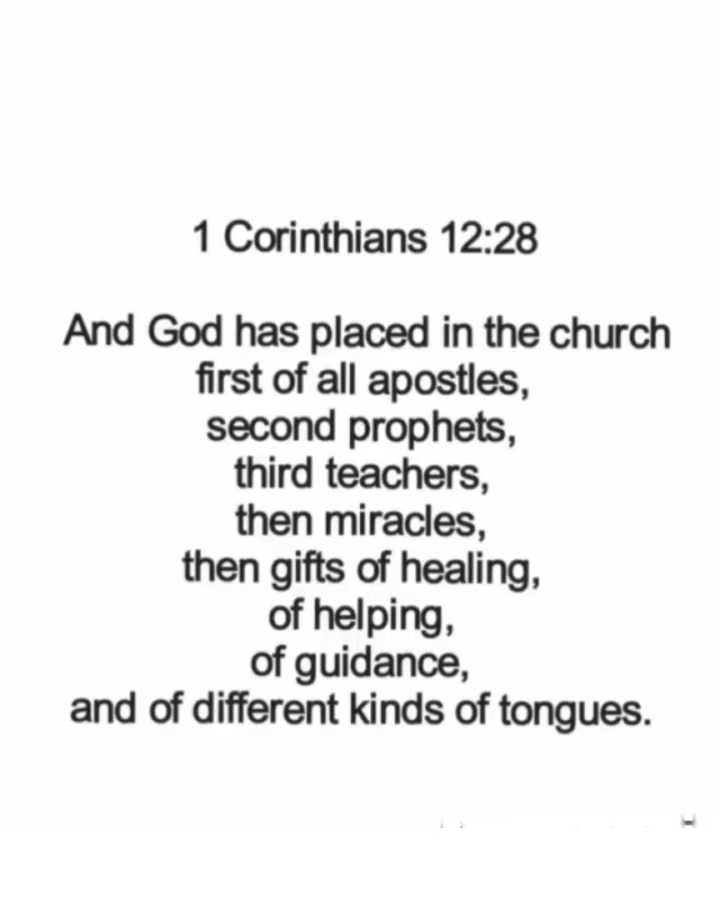 1 Corinthians 12:28
And God has placed in the church
first of all apostles,
second prophets,
third teachers,
then miracles,
then gifts of healing,
of helping,
of guidance,
and of different kinds of tongues.